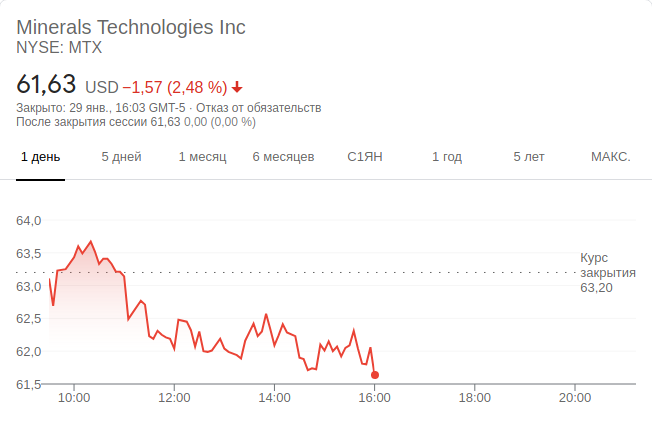 Minerals Technologies Inc
NYSE: MTX
61,63 USD −1,57 (2,48 %)
Закрыто: 29 янв., 16:03 GMT-5 · Отказ от обязательств
После закрытия сессии 61,63 0,00 (0,00 %)
1 день 5 дней 1 месяц 6 месяцев С1ЯН 1 год 5 лет МАКС.
64,0
63,5
Курс
закрытия
63,20
63,0
62,5
62,0
61,5
10:00 12:00 14:00 16:00 18:00 20:00